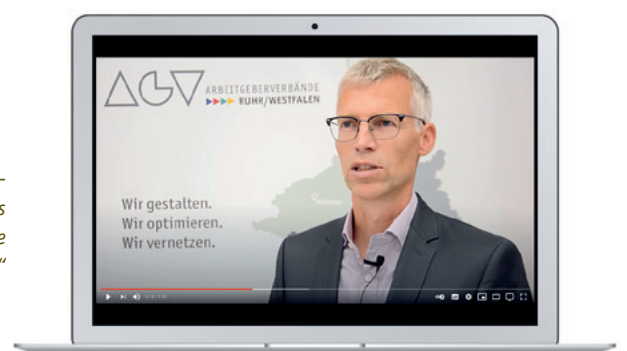 AGV ARBEITGEBERVERBÄNDE
RUHR/WESTFALEN
Wir gestalten.
Wir optimieren.
Wir vernetzen.
-
s
e
“